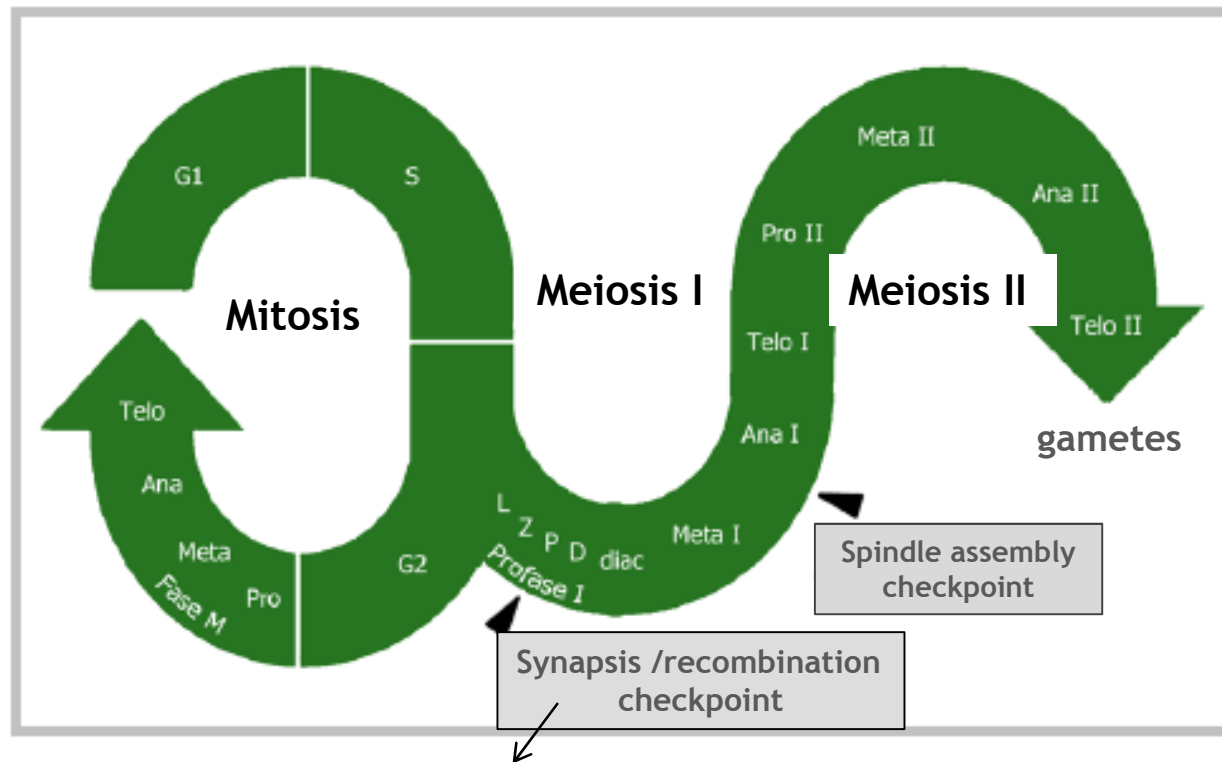 G1
S
Mitosis
G2
Pro
Meta
Fase M
Ana
Telo
Meiosis I
L
Z
P
D
diac
Profase I
Meta I
Ana I
Telo I
Meiosis II
Pro II
Meta II
Ana II
Telo II
gametes
Spindle assembly
checkpoint
Synapsis /recombination
checkpoint